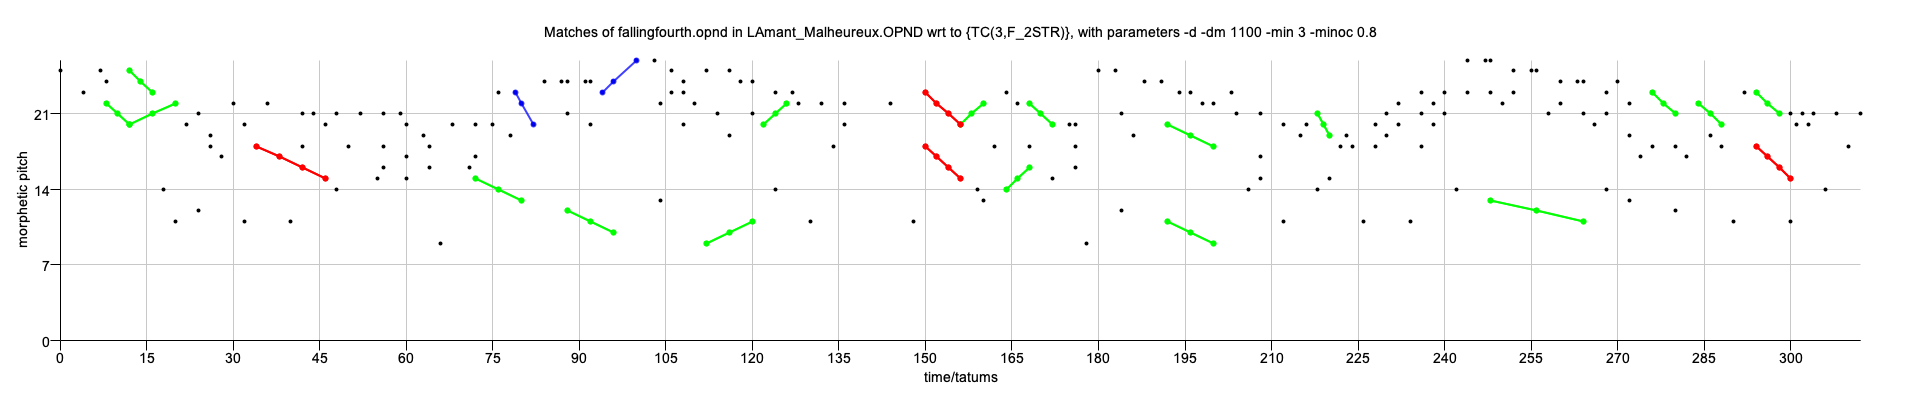 Matches of fallingfourth.opnd in LAmant_Malheureux.OPND wrt to {TC(3,F_2STR)}, with parameters -d -dm 1100 -min 3 -minoc 0.8
morphetic pitch
21
14
7
0
0 15 30 45 60 75 90 105 120 135 150 165 180 195 210 225 240 255 270 285 300
time/tatums